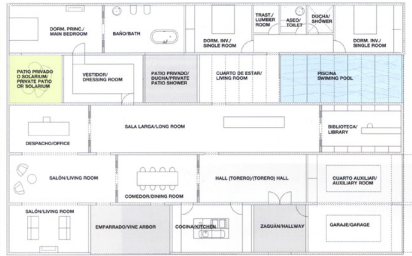 DORM. PRINC./
MAIN BEDROOM
BAÑO/BATH
DORM. INV./
SINGLE ROOM
TRAST./
LUMBER
ROOM
ASEO/
TOILET
DUCHA/
SHOWER
DORM. INV./
SINGLE ROOM
PATIO PRIVADO
O SOLARIUM/
PRIVATE PATIO
OR SOLARIUM
VESTIDOR/
DRESSING ROOM
PATIO PRIVADO/
DUCHA/PRIVATE
PATIO SHOWER
CUARTO DE ESTAR/
LIVING ROOM
PISCINA
SWIMING POOL
DESPACHO/OFFICE
SALA LARGA/LONG ROOM
BIBLIOTECA/
LIBRARY
SALÓN/LIVING ROOM
COMEDOR/DINING ROOM
HALL (TORERO)/(TORERO) HALL
CUARTO AUXILIAR/
AUXILIARY ROOM
SALÓN/LIVING ROOM
EMPARRADO/VINE ARBOR
COCINA/KITCHEN
ZAGUÁN/HALLWAY
GARAJE/GARAGE